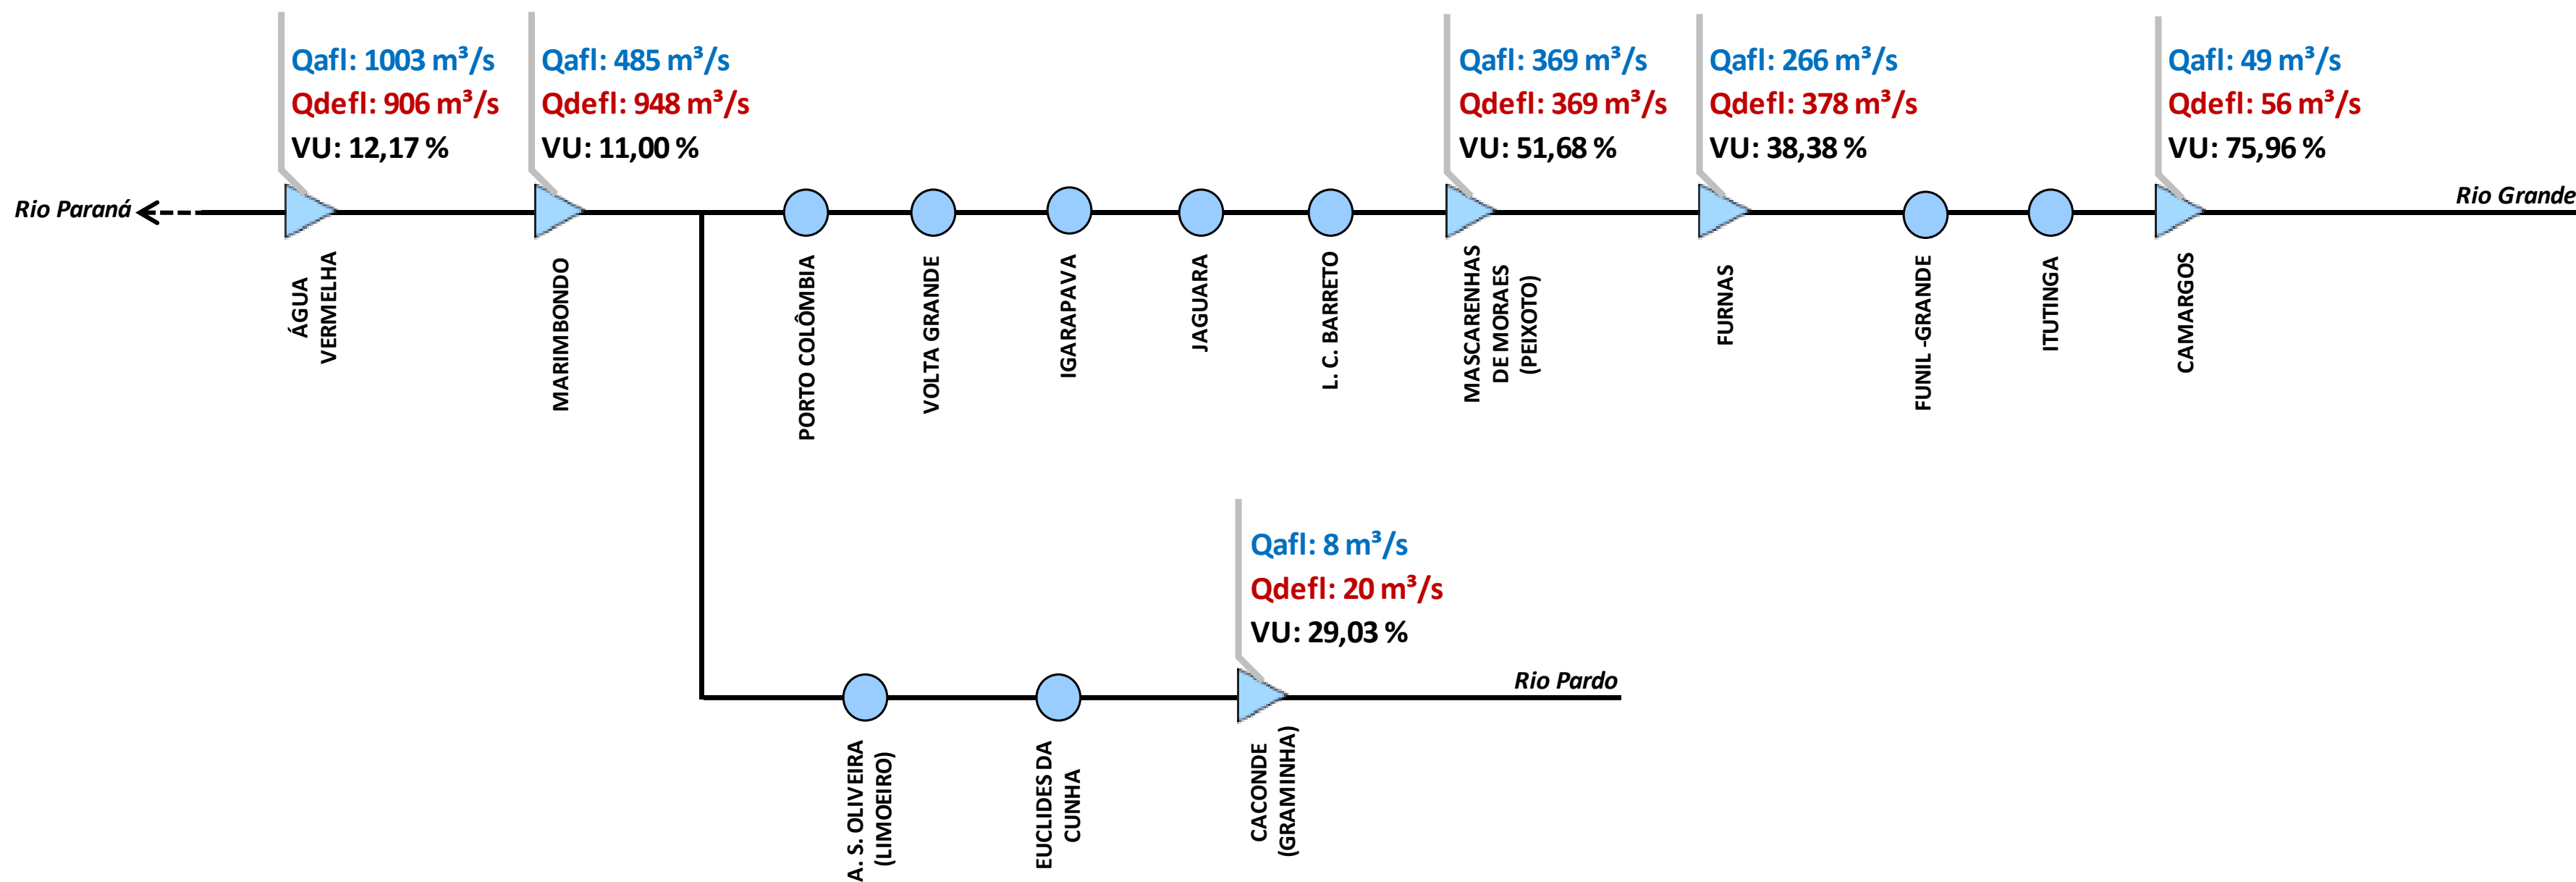 Qafl: 1003 m³/s
Qdefl: 906 m³/s
VU: 12,17 %
Qafl: 485 m³/s
Qdefl: 948 m³/s
VU: 11,00 %
Qafl: 369 m³/s
Qdefl: 369 m³/s
VU: 51,68 %
Qafl: 266 m³/s
Qdefl: 378 m³/s
VU: 38,38 %
Qafl: 49 m³/s
Qdefl: 56 m³/s
VU: 75,96 %
Rio Paraná
Rio Grande
ÁGUA
VERMELHA
MARIMBONDO
PORTO COLÔMBIA
VOLTA GRANDE
IGARAPAVA
JAGUARA
L. C. BARRETO
MASCARENHAS
DE MORAES
(PEIXOTO)
FURNAS
FUNIL -GRANDE
ITUTINGA
CAMARGOS
Qafl: 8 m³/s
Qdefl: 20 m³/s
VU: 29,03 %
Rio Pardo
A. S. OLIVEIRA
(LIMOEIRO)
EUCLIDES DA
CUNHA
CACONDE
(GRAMINHA)